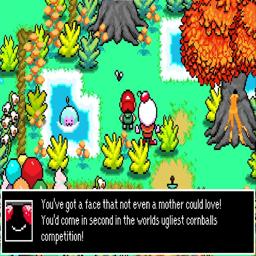 You've got a face that not even a mother could love!
You'd come in second in the worlds ugliest cornballs
competition!